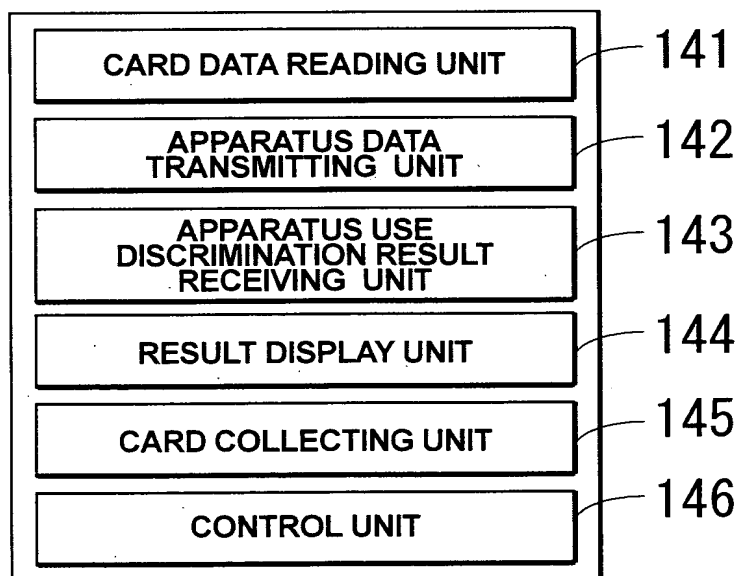 CARD DATA READING UNIT
141
APPARATUS DATA
TRANSMITTING UNIT
142
APPARATUS USE
DISCRIMINATION RESULT
RECEIVING UNIT
143
RESULT DISPLAY UNIT
144
CARD COLLECTING UNIT
145
CONTROL UNIT
146